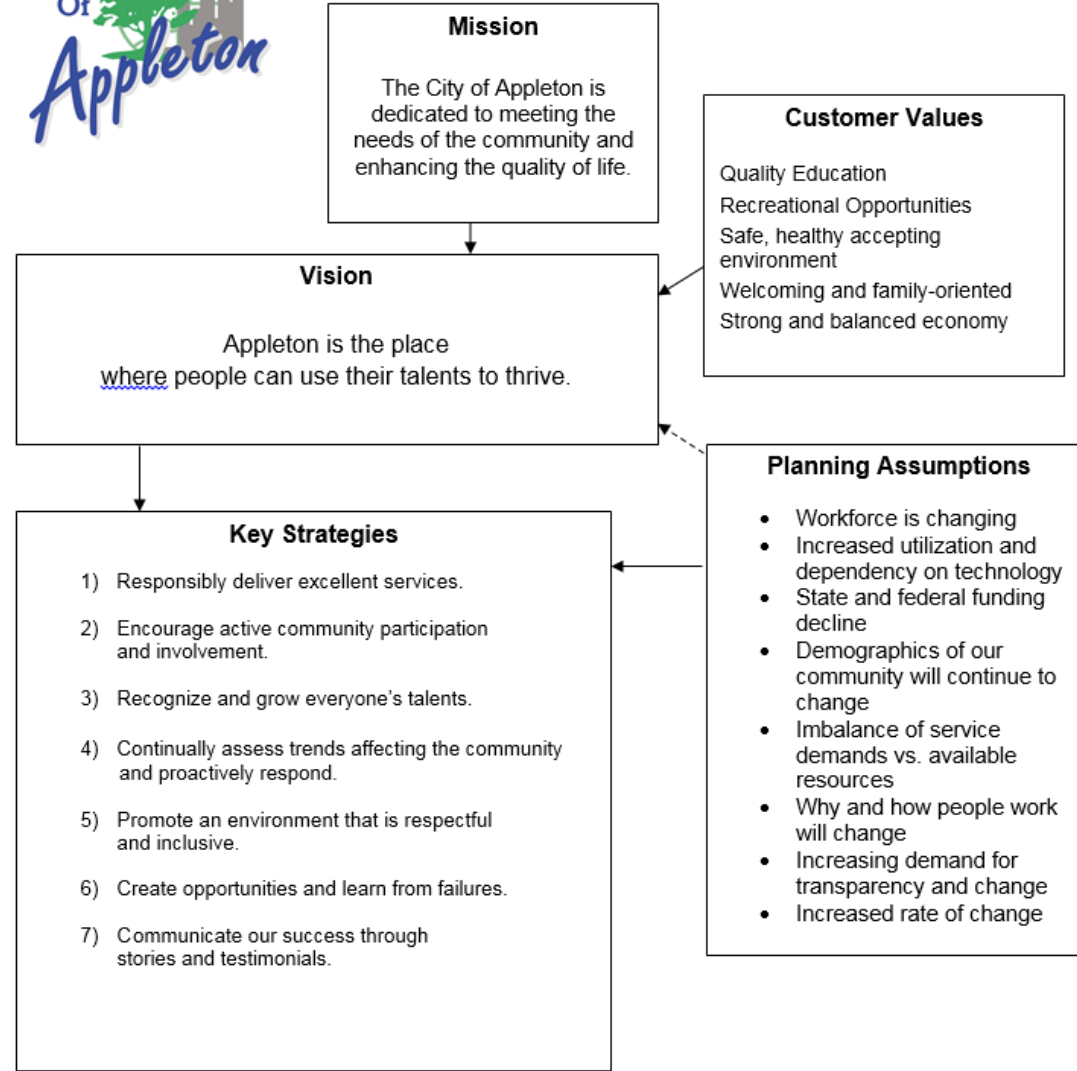 Of
Appleton
Mission
The City of Appleton is
dedicated to meeting the
needs of the community and
enhancing the quality of life.
Customer Values
Quality Education
Recreational Opportunities
Safe, healthy accepting
environment
Welcoming and family-oriented
Strong and balanced economy
Vision
Appleton is the place
where people can use their talents to thrive.
Planning Assumptions
• Workforce is changing
• Increased utilization and
dependency on technology
• State and federal funding
decline
• Demographics of our
community will continue to
change
• Imbalance of service
demands vs. available
resources
• Why and how people work
will change
• Increasing demand for
transparency and change
• Increased rate of change
Key Strategies
1) Responsibly deliver excellent services.
2) Encourage active community participation
and involvement.
3) Recognize and grow everyone’s talents.
4) Continually assess trends affecting the community
and proactively respond.
5) Promote an environment that is respectful
and inclusive.
6) Create opportunities and learn from failures.
7) Communicate our success through
stories and testimonials.